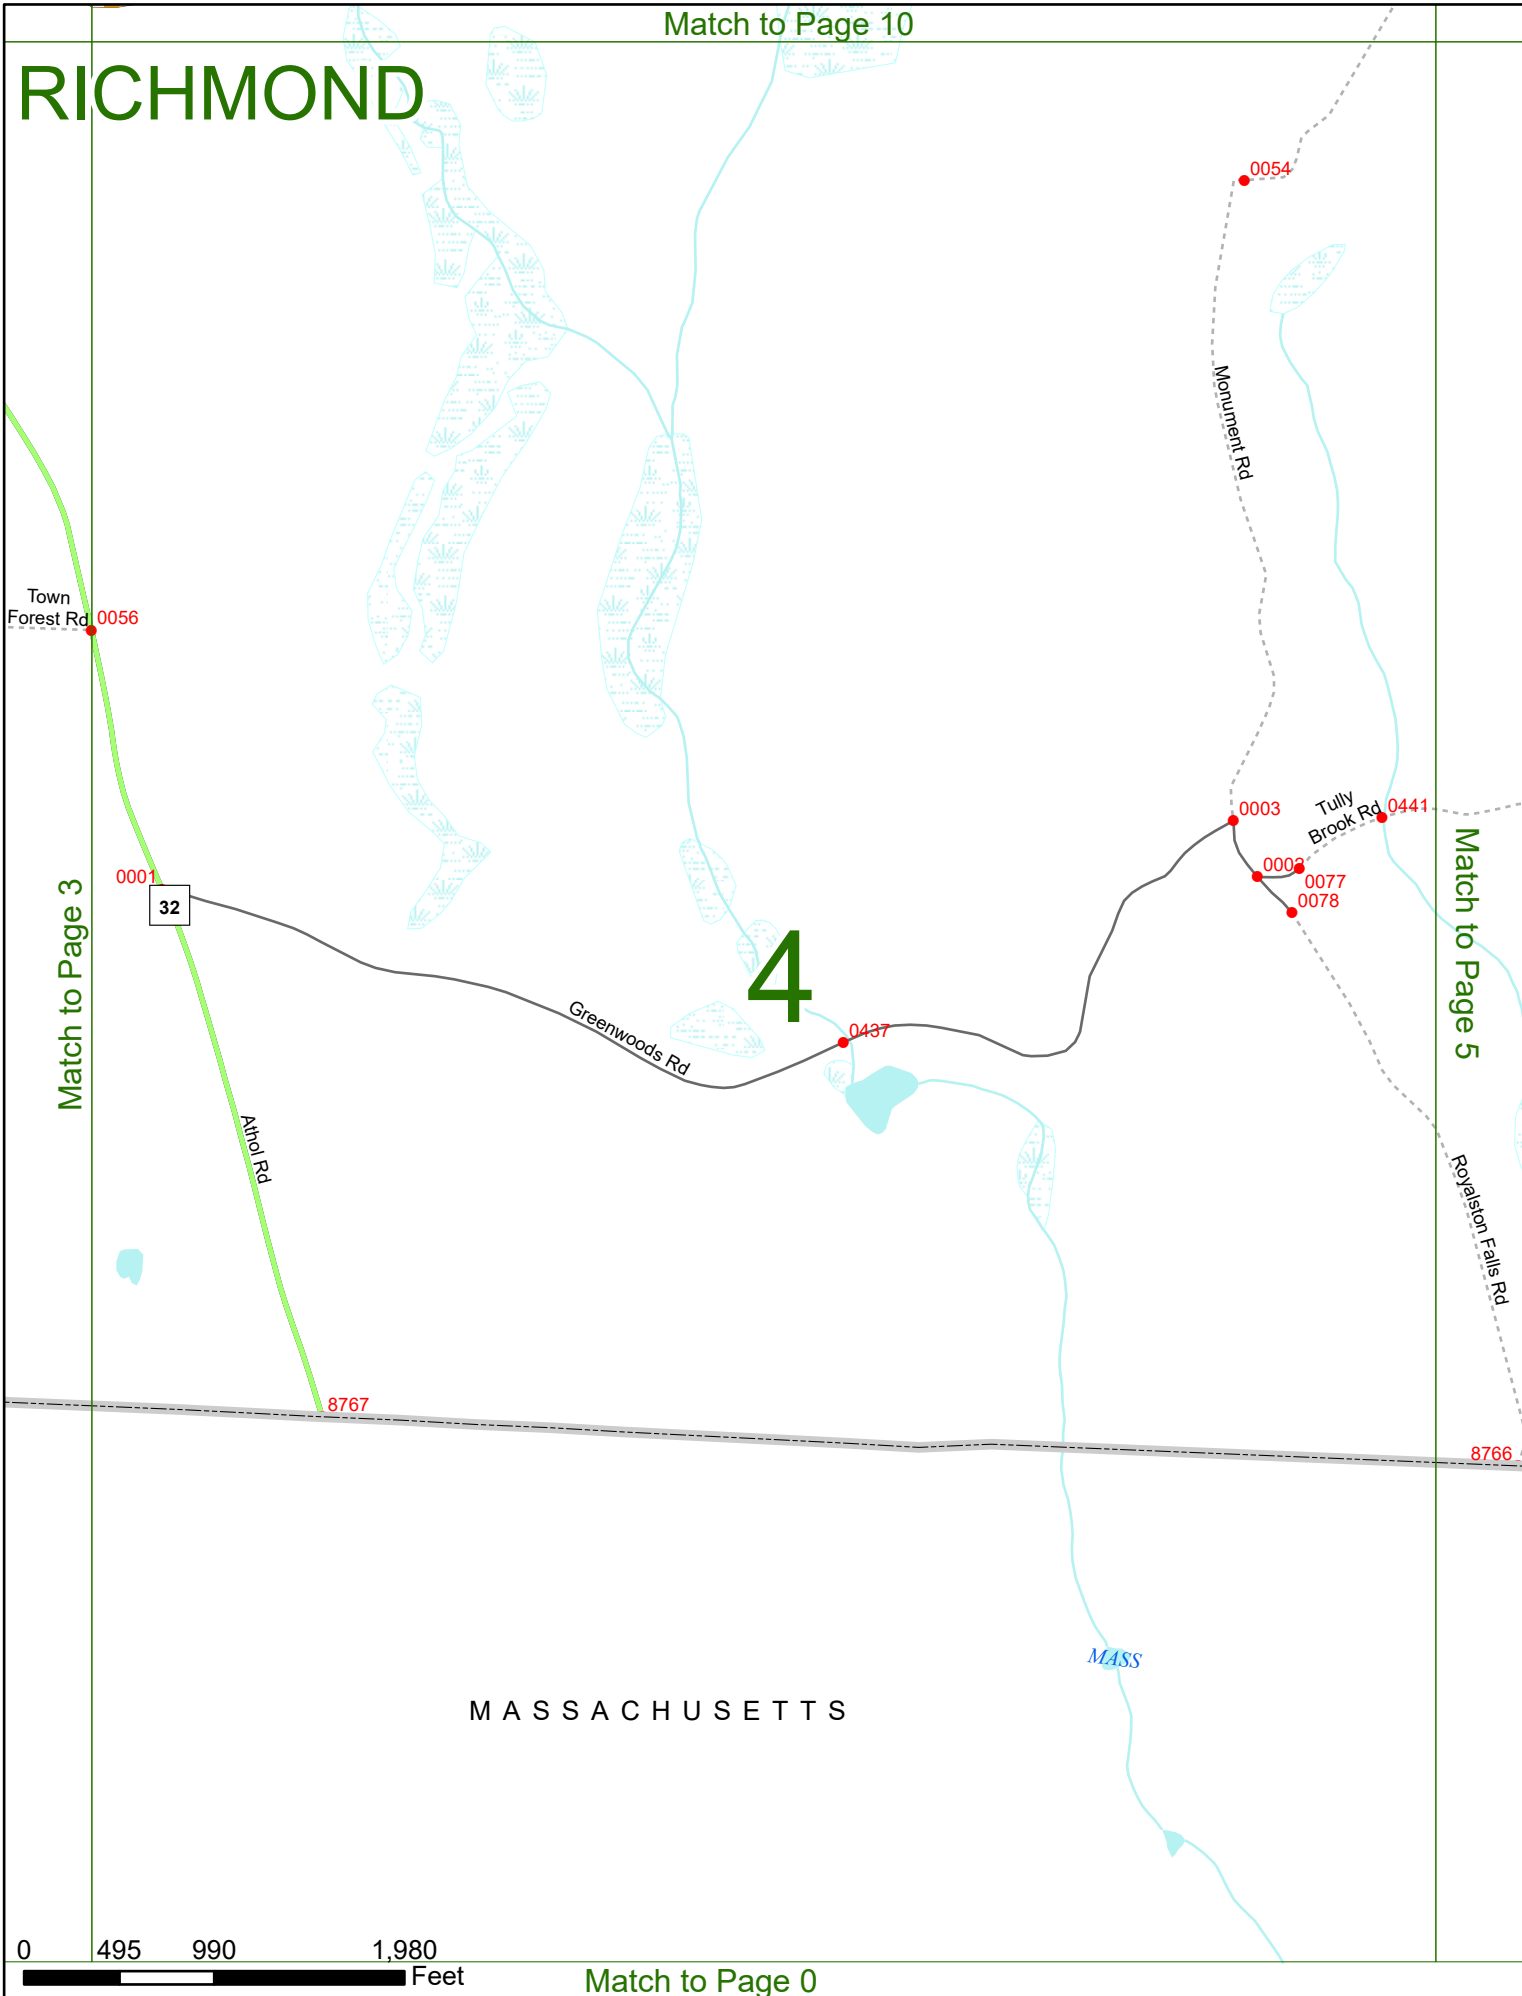 Match to Page 10
RICHMOND
0054
Monument Rd
Town
Forest Rd
0056
0003
Tully
Brook Rd
0441
0001
32
0002
0077
0078
Match to Page 3
Match to Page 5
4
Greenwoods Rd
0437
Athol Rd
Royalston Falls Rd
8767
8766
MASS
MASSACHUSETTS
0 495 990 1,980
Feet
Match to Page 0